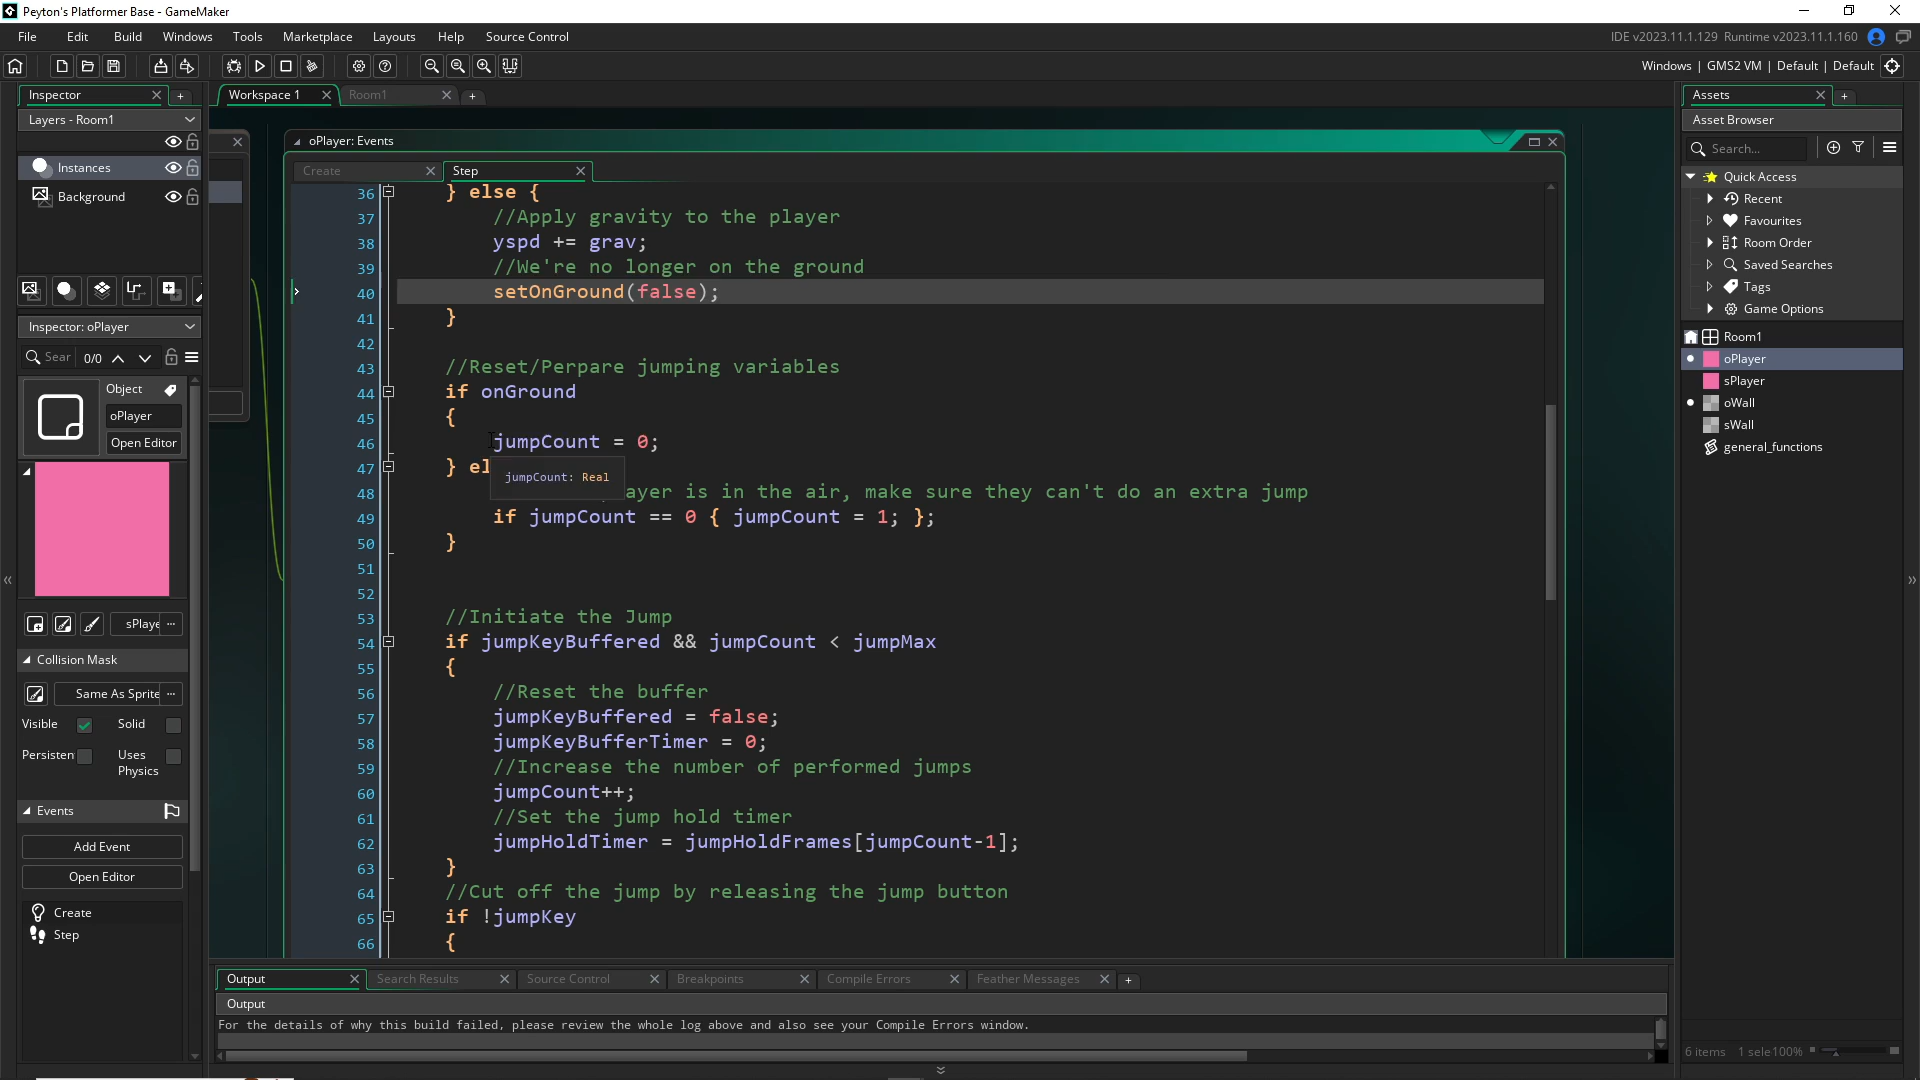 Peyton's Platformer Base - GameMaker
File Edit Build Windows Tools Marketplace Layouts Help Source Control
IDE v2023.11.1.129 Runtime v2023.11.1.160
Windows | GMS2 VM | Default | Default
Inspector
Workspace 1
Room1
Assets
Layers - Room1
Asset Browser
Instances
Background
oPlayer: Events
Create
Step
Search...
Quick Access
Recent
Favourites
Room Order
Saved Searches
Tags
Game Options
Room1
oPlayer
sPlayer
oWall
sWall
general_functions
6 items 1 sele100%
Inspector: oPlayer
Sear 0/0
Object
oPlayer
Open Editor
sPlaye ...
Collision Mask
Same As Sprite ...
Visible
Solid
Persisten
Uses
Physics
Events
Add Event
Open Editor
Create
Step
36 } else {
37 //Apply gravity to the player
38 yspd += grav;
39 //We're no longer on the ground
40 setOnGround(false);
41 }
42
43 //Reset/Perpare jumping variables
44 if onGround
45 {
46 jumpCount = 0;
47 } el
jumpCount: Real
48 ayer is in the air, make sure they can't do an extra jump
49 if jumpCount == 0 { jumpCount = 1; };
50 }
51
52
53 //Initiate the Jump
54 if jumpKeyBuffered && jumpCount < jumpMax
55 {
56 //Reset the buffer
57 jumpKeyBuffered = false;
58 jumpKeyBufferTimer = 0;
59 //Increase the number of performed jumps
60 jumpCount++;
61 //Set the jump hold timer
62 jumpHoldTimer = jumpHoldFrames[jumpCount-1];
63 }
64 //Cut off the jump by releasing the jump button
65 if !jumpKey
66 {
Output
Search Results
Source Control
Breakpoints
Compile Errors
Feather Messages
Output
For the details of why this build failed, please review the whole log above and also see your Compile Errors window.